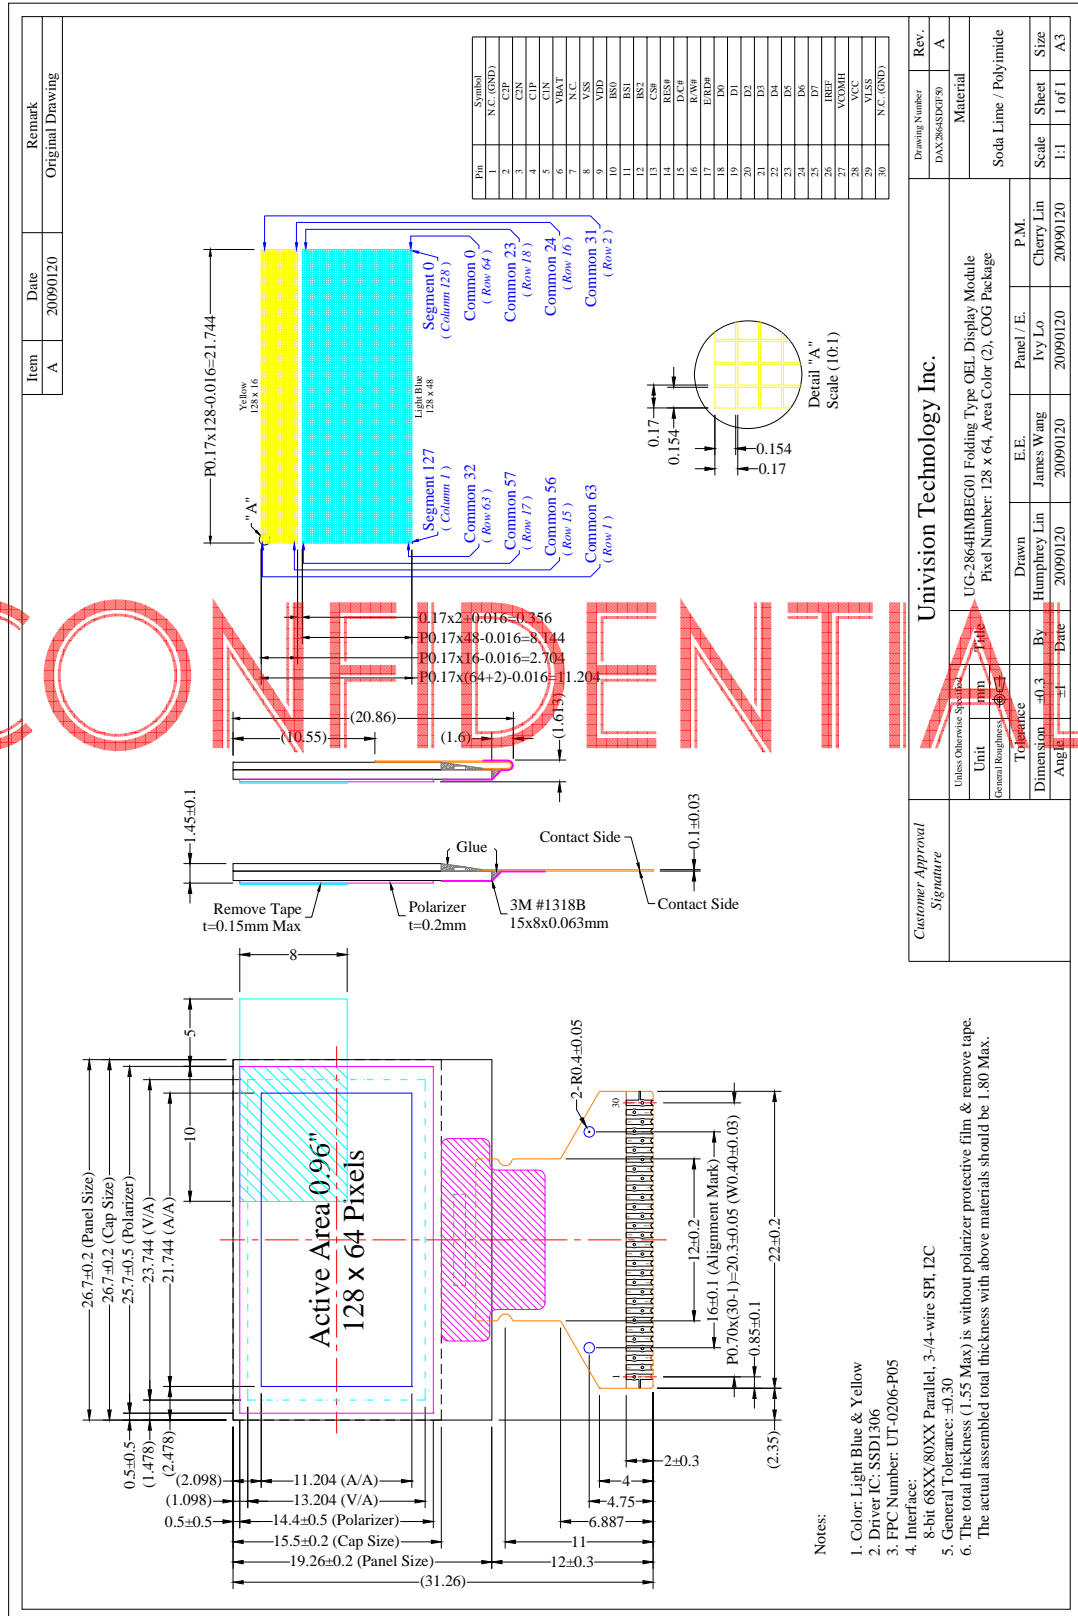 Item Date Remark
A 20090120 Original Drawing
P0.17x128-0.016=21.744
"A"
Yellow
128 x 16
Light Blue
128 x 48
Segment 127
( Column 1 )
Common 32
( Row 63 )
Common 57
( Row 17 )
Common 56
( Row 15 )
Common 63
( Row 1 )
Segment 0
( Column 128 )
Common 0
( Row 64 )
Common 23
( Row 18 )
Common 24
( Row 16 )
Common 31
( Row 2 )
0.17x2+0.016=0.356
P0.17x48-0.016=8.144
P0.17x16-0.016=2.704
P0.17x(64+2)-0.016=11.204
0.17
0.154
0.154
0.17
Detail "A"
Scale (10:1)
Pin Symbol
1 N.C. (GND)
2 C2P
3 C2N
4 C1P
5 C1N
6 VBAT
7 N.C.
8 VSS
9 VDD
10 BS0
11 BS1
12 BS2
13 CS#
14 RES#
15 D/C#
16 R/W#
17 E/RD#
18 D0
19 D1
20 D2
21 D3
22 D4
23 D5
24 D6
25 D7
26 IREF
27 VCOMH
28 VCC
29 VLSS
30 N.C. (GND)
CONFIDENTIAL
(20.86)
(10.55)
(1.6)
(1.613)
1.45±0.1
Glue
Contact Side
0.1±0.03
Contact Side
Remove Tape
t=0.15mm Max
Polarizer
t=0.2mm
3M #1318B
15x8x0.063mm
8
5
10
26.7±0.2 (Panel Size)
26.7±0.2 (Cap Size)
25.7±0.5 (Polarizer)
23.744 (V/A)
21.744 (A/A)
0.5±0.5
(1.478)
(2.478)
Active Area 0.96"
128 x 64 Pixels
(2.098)
11.204 (A/A)
(1.098)
13.204 (V/A)
0.5±0.5
14.4±0.5 (Polarizer)
15.5±0.2 (Cap Size)
19.26±0.2 (Panel Size)
(31.26)
2-R0.4±0.05
30
1
12±0.2
16±0.1 (Alignment Mark)
P0.70x(30-1)=20.3±0.05 (W0.40±0.03)
0.85±0.1
22±0.2
(2.35)
2±0.3
4
4.75
6.887
11
12±0.3
Notes:
1. Color: Light Blue & Yellow
2. Driver IC: SSD1306
3. FPC Number: UT-0206-P05
4. Interface:
8-bit 68XX/80XX Parallel, 3-/4-wire SPI, I2C
5. General Tolerance: ±0.30
6. The total thickness (1.55 Max) is without polarizer protective film & remove tape.
The actual assembled total thickness with above materials should be 1.80 Max.
Customer Approval
Signature
Univision Technology Inc.
Drawing Number Rev.
DAX2864SDGF50 A
Unless Otherwise Specified
Unit mm
General Roughness
Tolerance
Dimension ±0.3
Angle ±1
Title
UG-2864HMBEG01 Folding Type OEL Display Module
Pixel Number: 128 x 64, Area Color (2), COG Package
Material
Soda Lime / Polyimide
Drawn E.E. Panel / E. P.M.
By Humphrey Lin James Wang Ivy Lo Cherry Lin
Date 20090120 20090120 20090120 20090120
Scale Sheet Size
1:1 1 of 1 A3